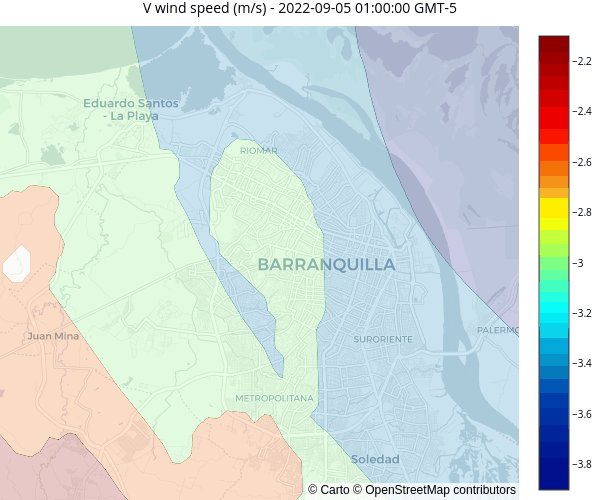 V wind speed (m/s) - 2022-09-05 01:00:00 GMT-5
Eduardo Santos
- La Playa
RIOMAR
BARRANQUILLA
Juan Mina
SURORIENTE
PALERMO
METROPOLITANA
Soledad
© Carto © OpenStreetMap contributors
−2.2
−2.4
−2.6
−2.8
−3
−3.2
−3.4
−3.6
−3.8